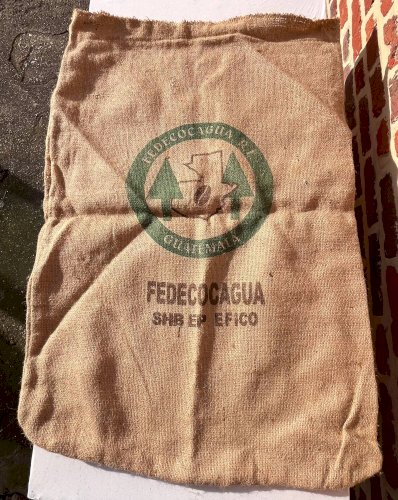 FEDECOCAGUA R.L.
GUATEMALA
FEDECOCAGUA
SHB EP EFICO